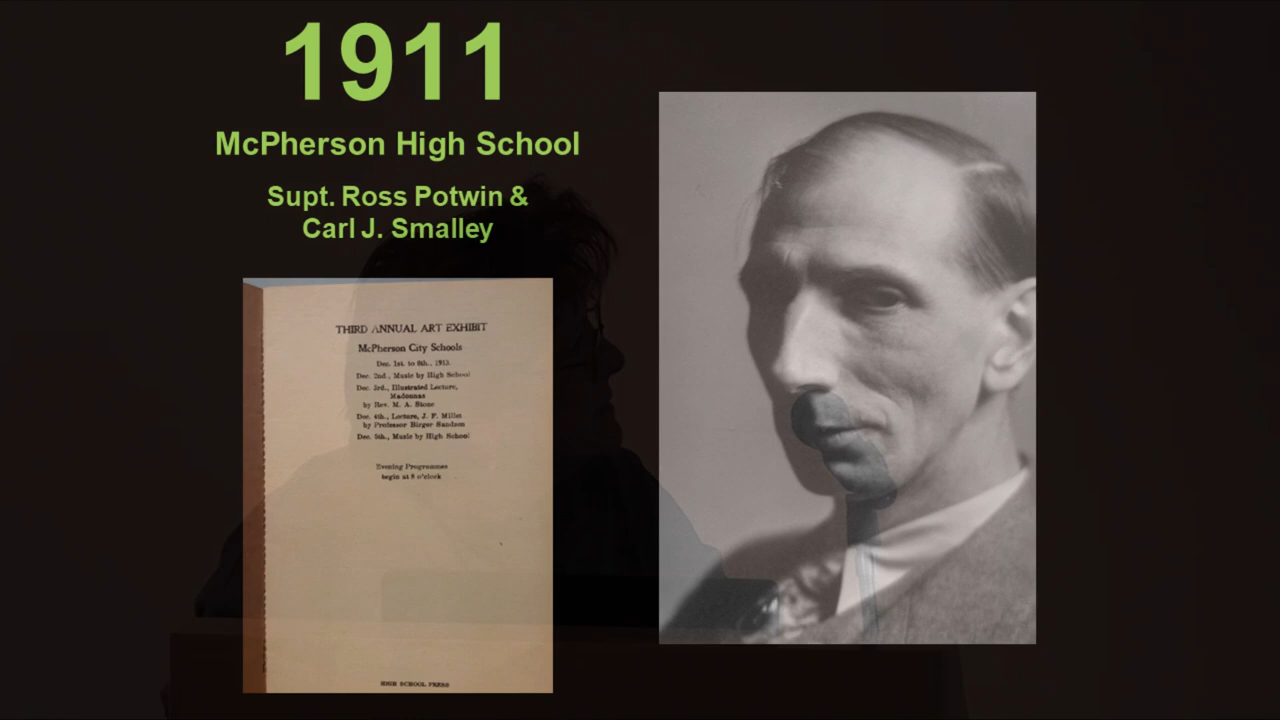 1911
McPherson High School
Supt. Ross Potwin &
Carl J. Smalley
THIRD ANNUAL ART EXHIBIT
McPherson City Schools
Dec. 1st. to 8th., 1913.
Dec. 2nd., Music by High School
Dec. 3rd., Illustrated Lecture,
Madonnas
by Rev. M. A. Stone
Dec. 4th., Lecture, J. F. Millet
by Professor Birger Sandzen
Dec. 5th., Music by High School
Evening Programmes
begin at 8 o'clock
HIGH SCHOOL PRESS